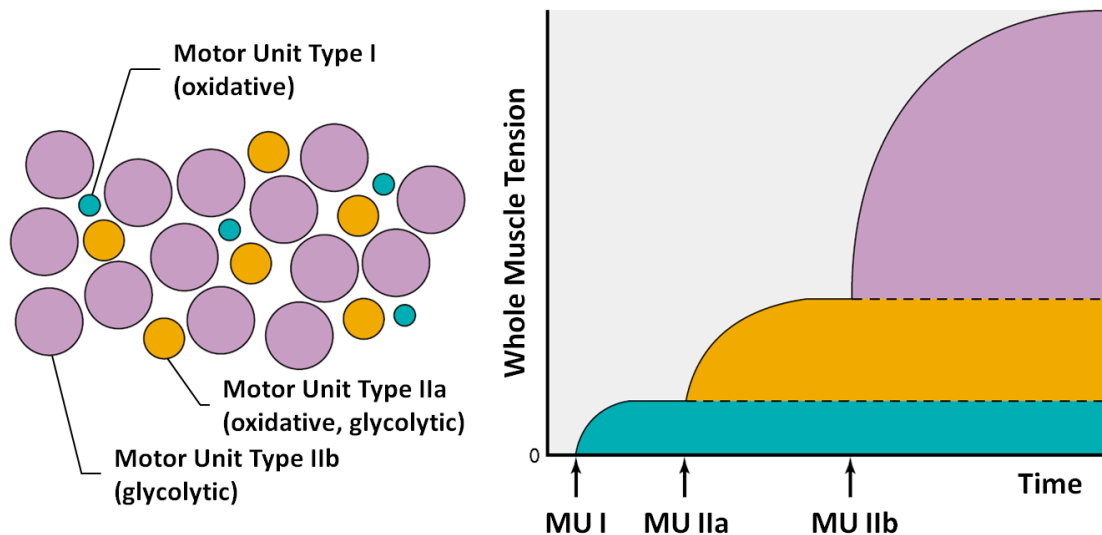 Motor Unit Type I
(oxidative)
Motor Unit Type IIa
(oxidative, glycolytic)
Motor Unit Type IIb
(glycolytic)
Whole Muscle Tension
0
Time
MU I
MU IIa
MU IIb